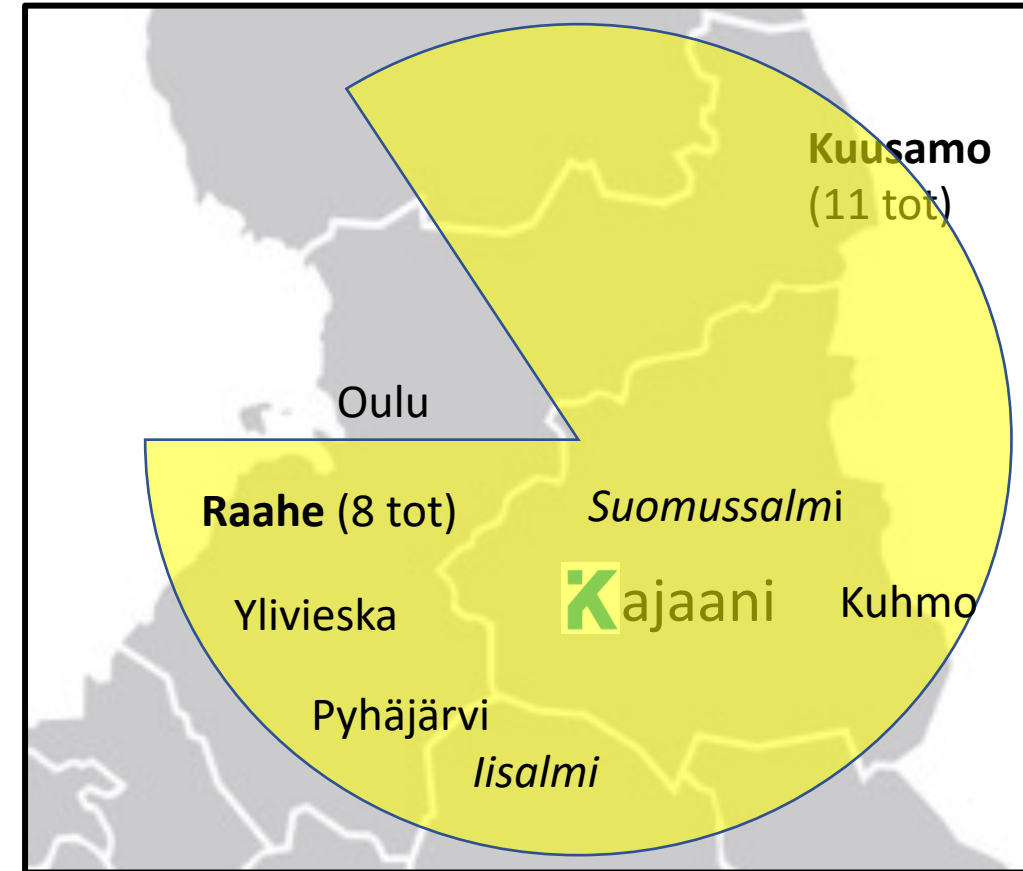 Kuusamo
(11 tot)
Oulu
Raahe (8 tot)
Suomussalmi
Kajaani
Kuhmo
Ylivieska
Pyhäjärvi
Iisalmi